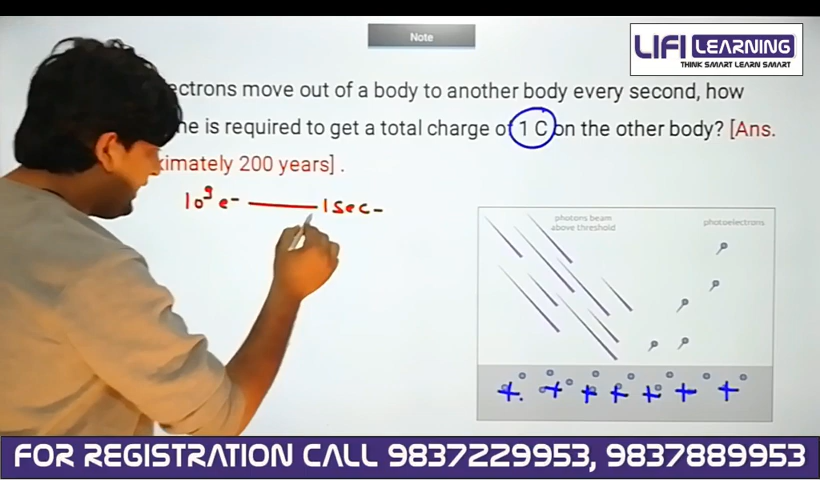 Note
LIFI LEARNING
THINK SMART LEARN SMART
ectrons move out of a body to another body every second, how
ne is required to get a total charge of 1 C on the other body? [Ans.
ximately 200 years] .
10⁹ e- — 1 sec -
photons beam
above threshold
photoelectrons
+ + + + + + +
FOR REGISTRATION CALL 9837229953, 9837889953